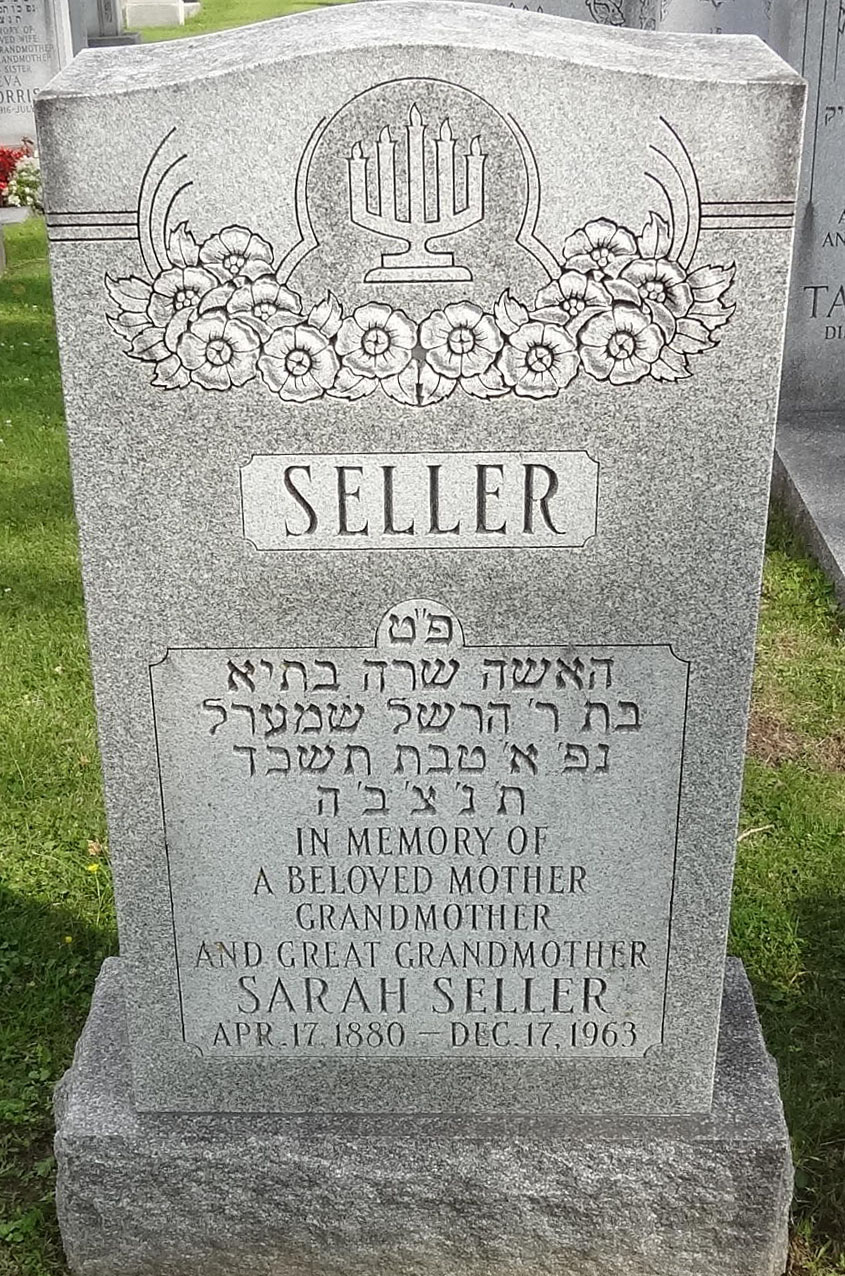 SELLER
פ"ט
האשה שרה בתיא
בת ר' הרשל שמערל
נפ' א' טבת תשכד
ת' נ' צ' ב' ה
IN MEMORY OF
A BELOVED MOTHER
GRANDMOTHER
AND GREAT GRANDMOTHER
SARAH SELLER
APR. 17, 1880 — DEC. 17, 1963